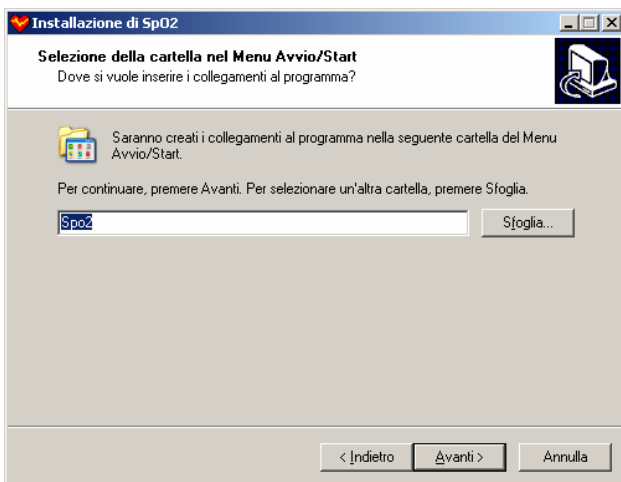 Installazione di SpO2
Selezione della cartella nel Menu Avvio/Start
Dove si vuole inserire i collegamenti al programma?
Saranno creati i collegamenti al programma nella seguente cartella del Menu
Avvio/Start.
Per continuare, premere Avanti. Per selezionare un'altra cartella, premere Sfoglia.
Spo2
Sfoglia...
< Indietro
Avanti >
Annulla